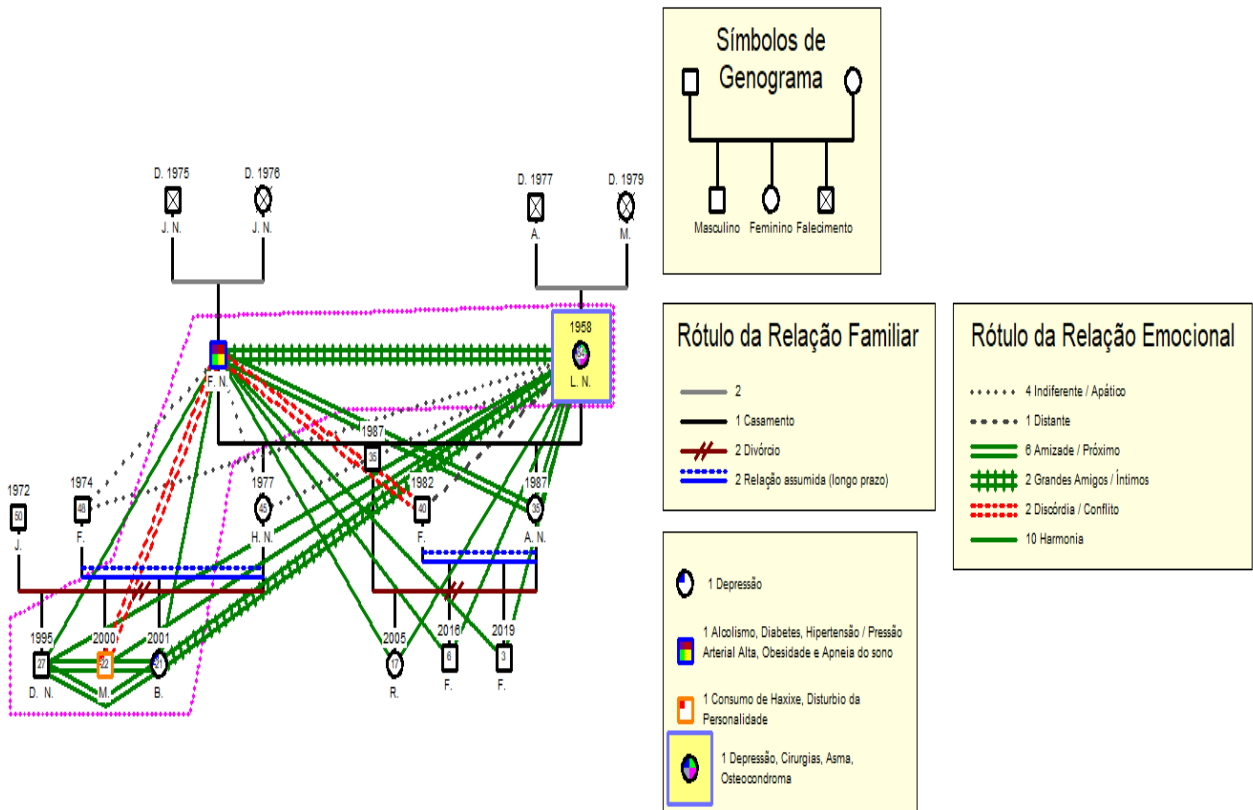 Símbolos de
Genograma
Masculino Feminino Falecimento
D. 1975 D. 1976 D. 1977 D. 1979
J. N. J. N. A. M.
1958
64
F. N. L. N.
1987
35
1972 1974 1977 1982 1987
50 48 45 40 35
J. F. H. N. F. A. N.
1995 2000 2001 2005 2016 2019
27 22 21 17 6 3
D. N. M. B. R. F. F.
Rótulo da Relação Familiar
2
1 Casamento
2 Divórcio
2 Relação assumida (longo prazo)
Rótulo da Relação Emocional
4 Indiferente / Apático
1 Distante
6 Amizade / Próximo
2 Grandes Amigos / Íntimos
2 Discórdia / Conflito
10 Harmonia
1 Depressão
1 Alcolismo, Diabetes, Hipertensão / Pressão
Arterial Alta, Obesidade e Apneia do sono
1 Consumo de Haxixe, Disturbio da
Personalidade
1 Depressão, Cirurgias, Asma,
Osteocondroma